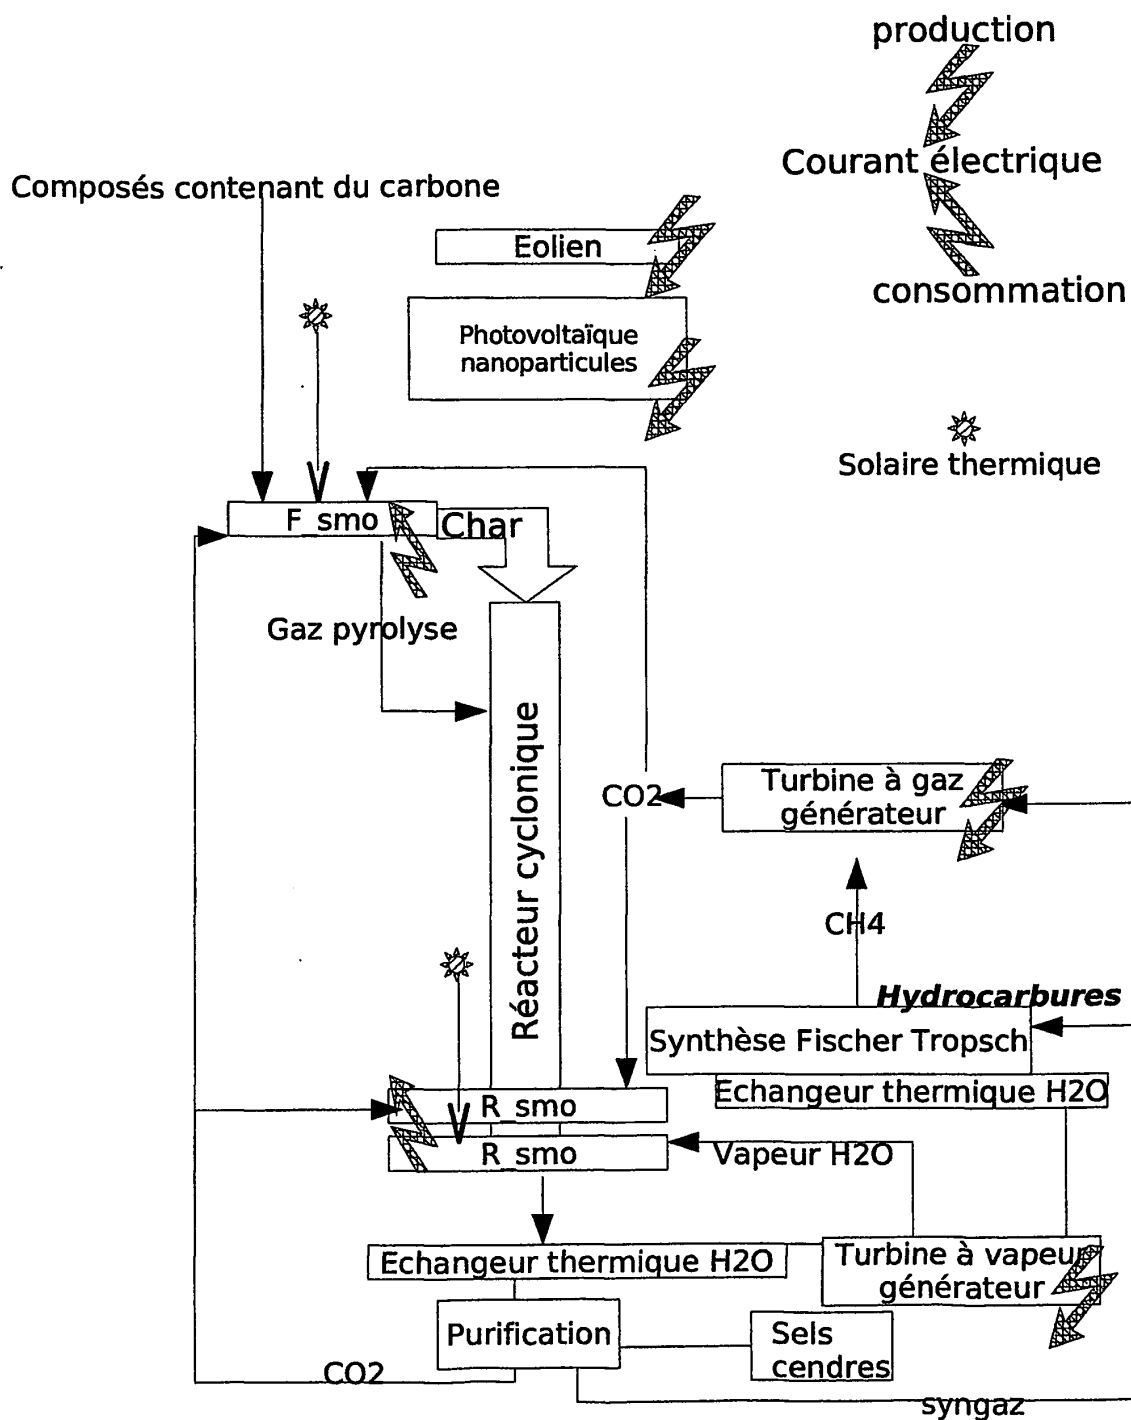 production
Courant électrique
Composés contenant du carbone
Eolien
consommation
Photovoltaïque
nanoparticules
Solaire thermique
F_smo
Char
Gaz pyrolyse
Réacteur cyclonique
Turbine à gaz
générateur
CO2
CH4
Hydrocarbures
Synthèse Fischer Tropsch
Echangeur thermique H2O
R_smo
R_smo
Vapeur H2O
Echangeur thermique H2O
Turbine à vapeur
générateur
Purification
Sels
cendres
CO2
syngaz